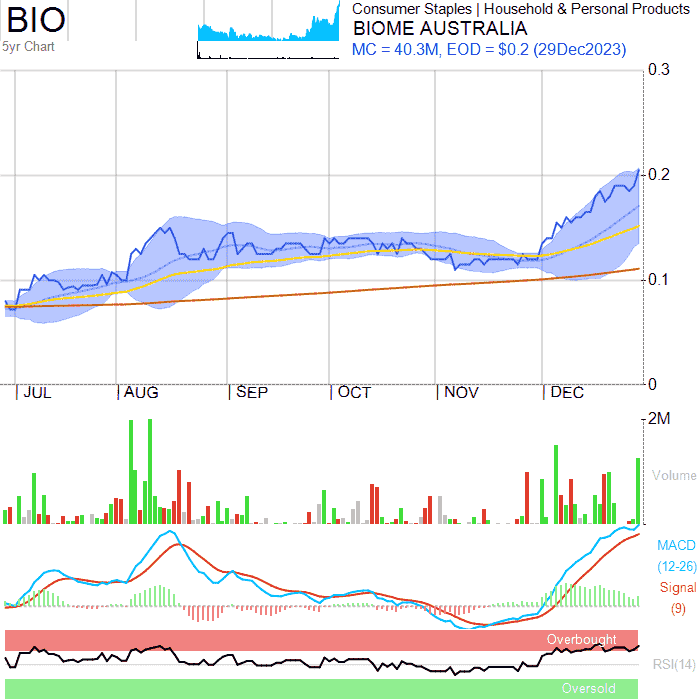 BIO
5yr Chart
Consumer Staples | Household & Personal Products
BIOME AUSTRALIA
MC = 40.3M, EOD = $0.2 (29Dec2023)
0.3
0.2
0.1
0
JUL AUG SEP OCT NOV DEC
2M
Volume
MACD
(12-26)
Signal
(9)
Overbought
RSI(14)
Oversold